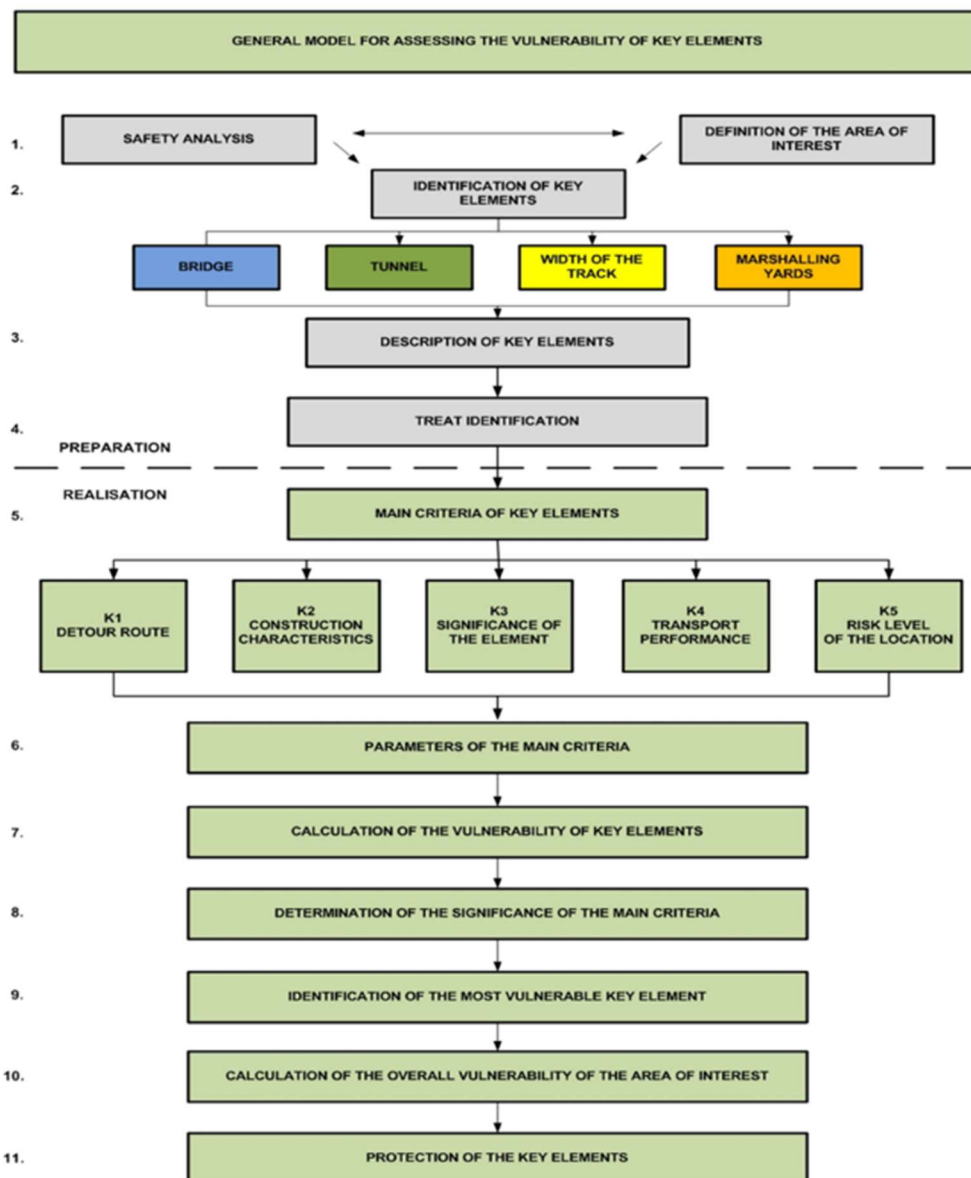 GENERAL MODEL FOR ASSESSING THE VULNERABILITY OF KEY ELEMENTS
1.
SAFETY ANALYSIS
DEFINITION OF THE AREA OF
INTEREST
2.
IDENTIFICATION OF KEY
ELEMENTS
BRIDGE
TUNNEL
WIDTH OF THE
TRACK
MARSHALLING
YARDS
3.
DESCRIPTION OF KEY ELEMENTS
4.
TREAT IDENTIFICATION
PREPARATION
REALISATION
5.
MAIN CRITERIA OF KEY ELEMENTS
K1
DETOUR ROUTE
K2
CONSTRUCTION
CHARACTERISTICS
K3
SIGNIFICANCE OF
THE ELEMENT
K4
TRANSPORT
PERFORMANCE
K5
RISK LEVEL
OF THE LOCATION
6.
PARAMETERS OF THE MAIN CRITERIA
7.
CALCULATION OF THE VULNERABILITY OF KEY ELEMENTS
8.
DETERMINATION OF THE SIGNIFICANCE OF THE MAIN CRITERIA
9.
IDENTIFICATION OF THE MOST VULNERABLE KEY ELEMENT
10.
CALCULATION OF THE OVERALL VULNERABILITY OF THE AREA OF INTEREST
11.
PROTECTION OF THE KEY ELEMENTS